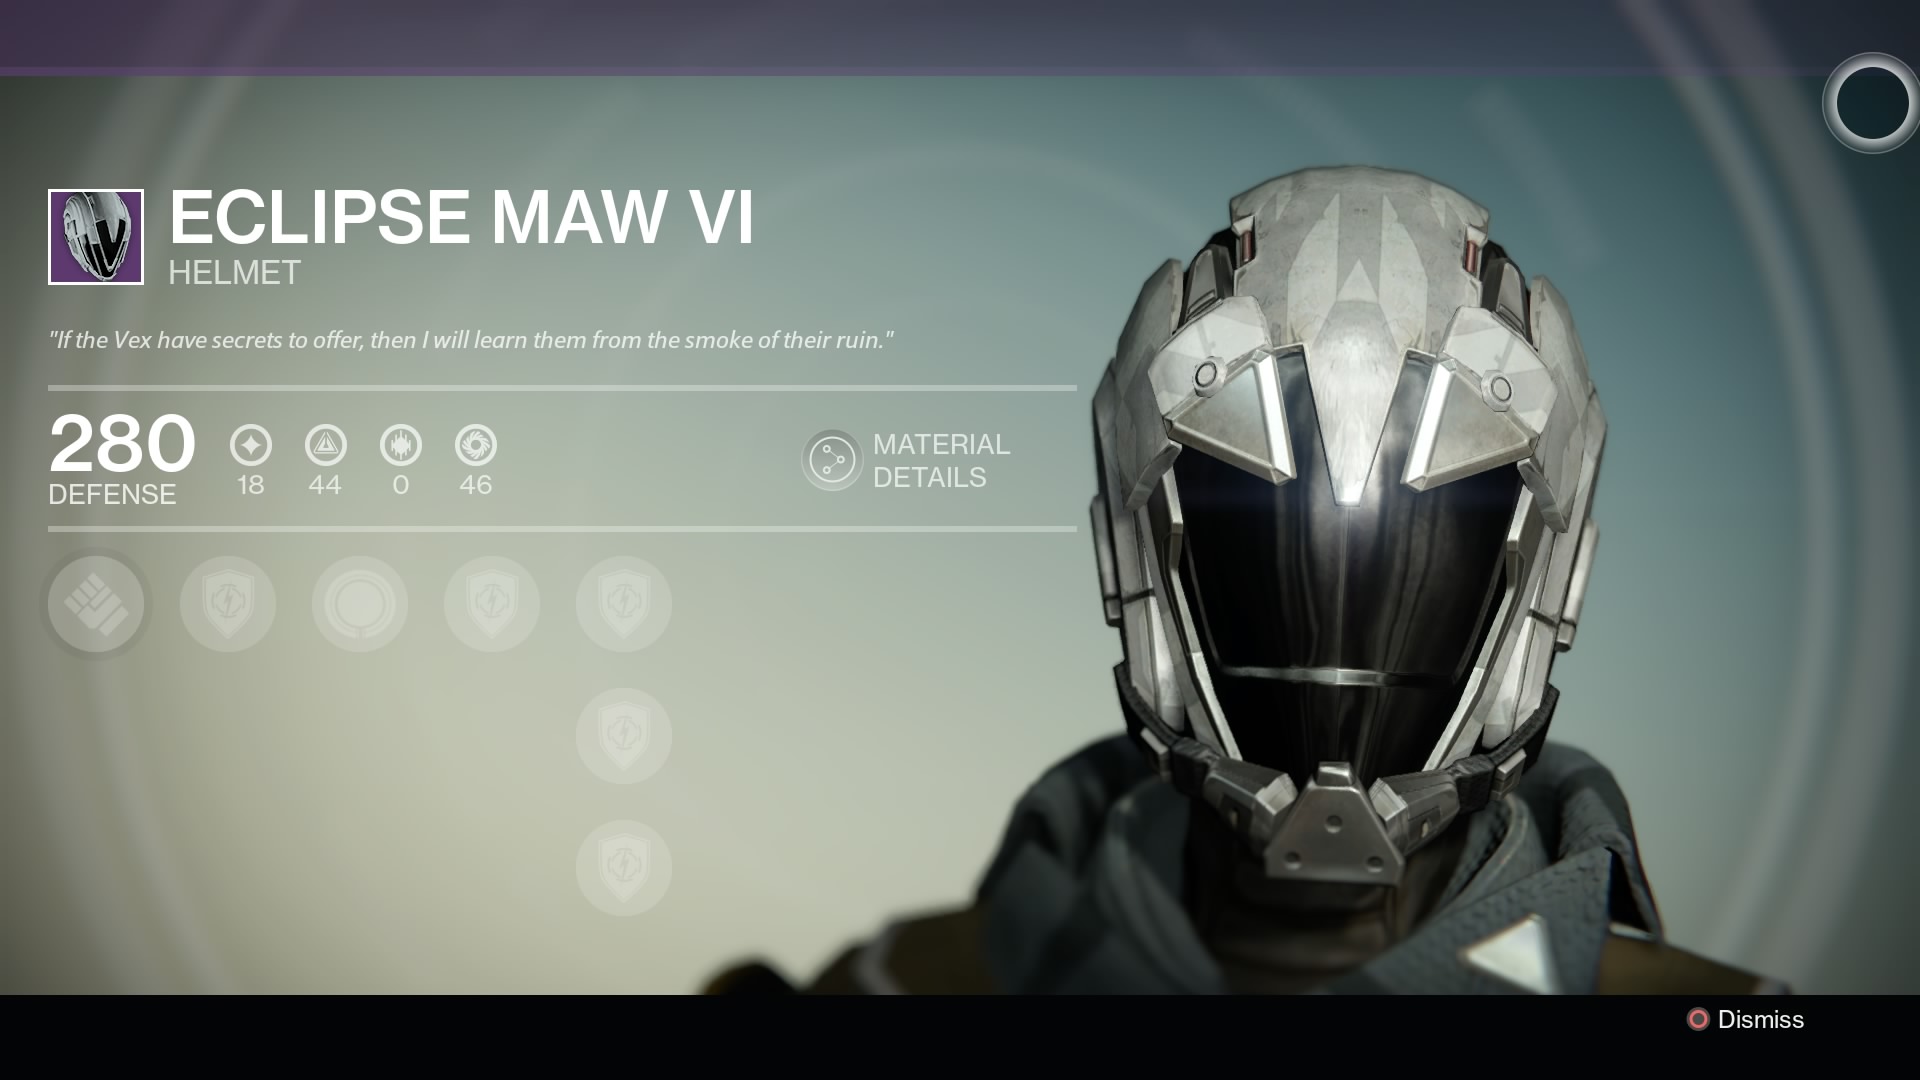 ECLIPSE MAW VI
HELMET
"If the Vex have secrets to offer, then I will learn them from the smoke of their ruin."
280
DEFENSE
18 44 0 46
MATERIAL
DETAILS
Dismiss